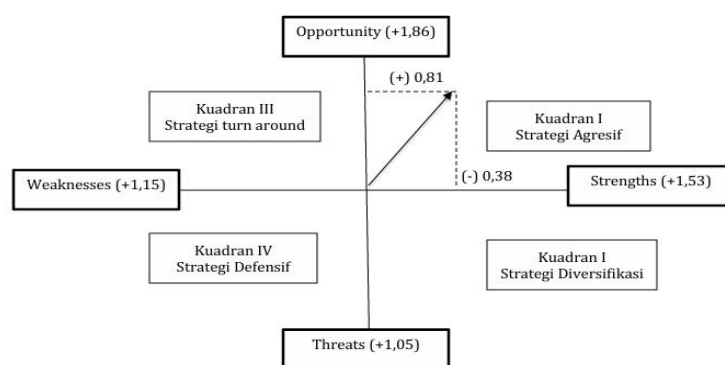 Opportunity (+1,86)
(+) 0,81
Kuadran III
Strategi turn around
Kuadran I
Strategi Agresif
Weaknesses (+1,15)
(-) 0,38
Strengths (+1,53)
Kuadran IV
Strategi Defensif
Kuadran I
Strategi Diversifikasi
Threats (+1,05)